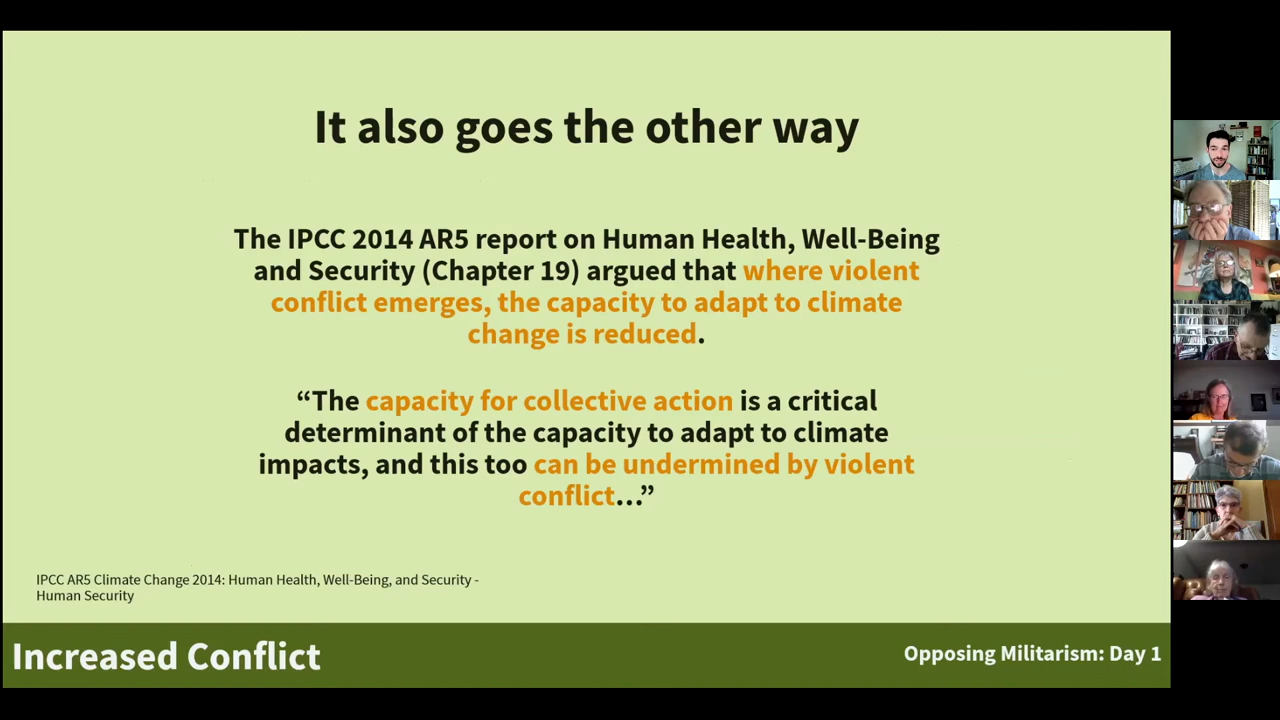 It also goes the other way
The IPCC 2014 AR5 report on Human Health, Well-Being
and Security (Chapter 19) argued that where violent
conflict emerges, the capacity to adapt to climate
change is reduced.
“The capacity for collective action is a critical
determinant of the capacity to adapt to climate
impacts, and this too can be undermined by violent
conflict…”
IPCC AR5 Climate Change 2014: Human Health, Well-Being, and Security -
Human Security
Increased Conflict
Opposing Militarism: Day 1